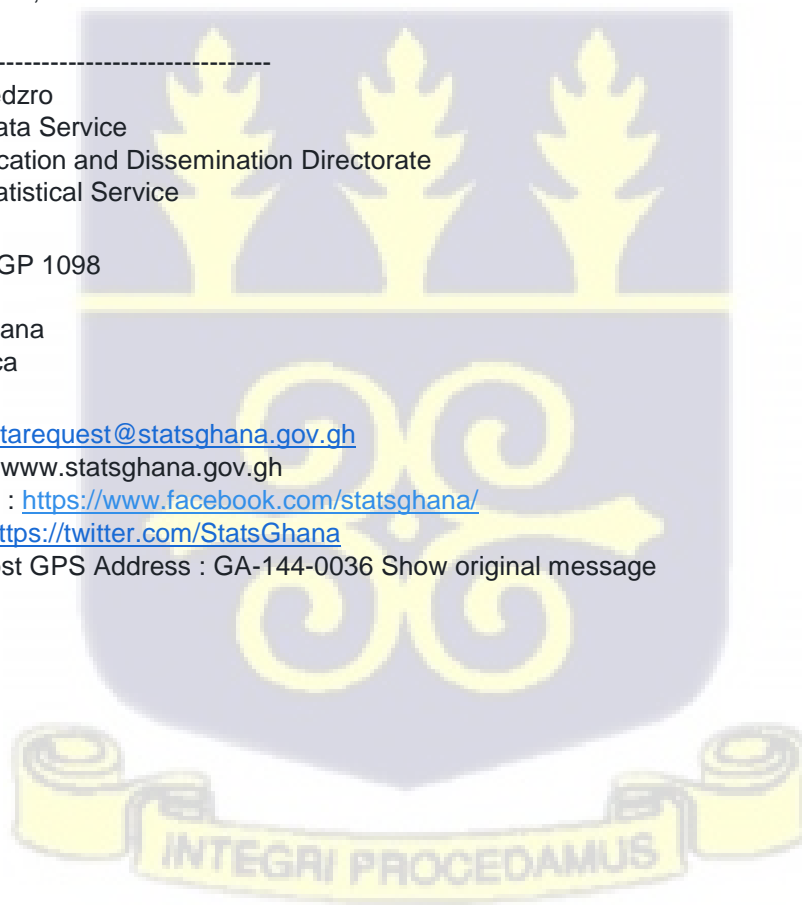 -------------------------------
edzro
ata Service
cation and Dissemination Directorate
atistical Service
GP 1098
ana
ca
tarequest@statsghana.gov.gh
www.statsghana.gov.gh
: https://www.facebook.com/statsghana/
ttps://twitter.com/StatsGhana
st GPS Address : GA-144-0036 Show original message
INTEGRI PROCEDAMUS